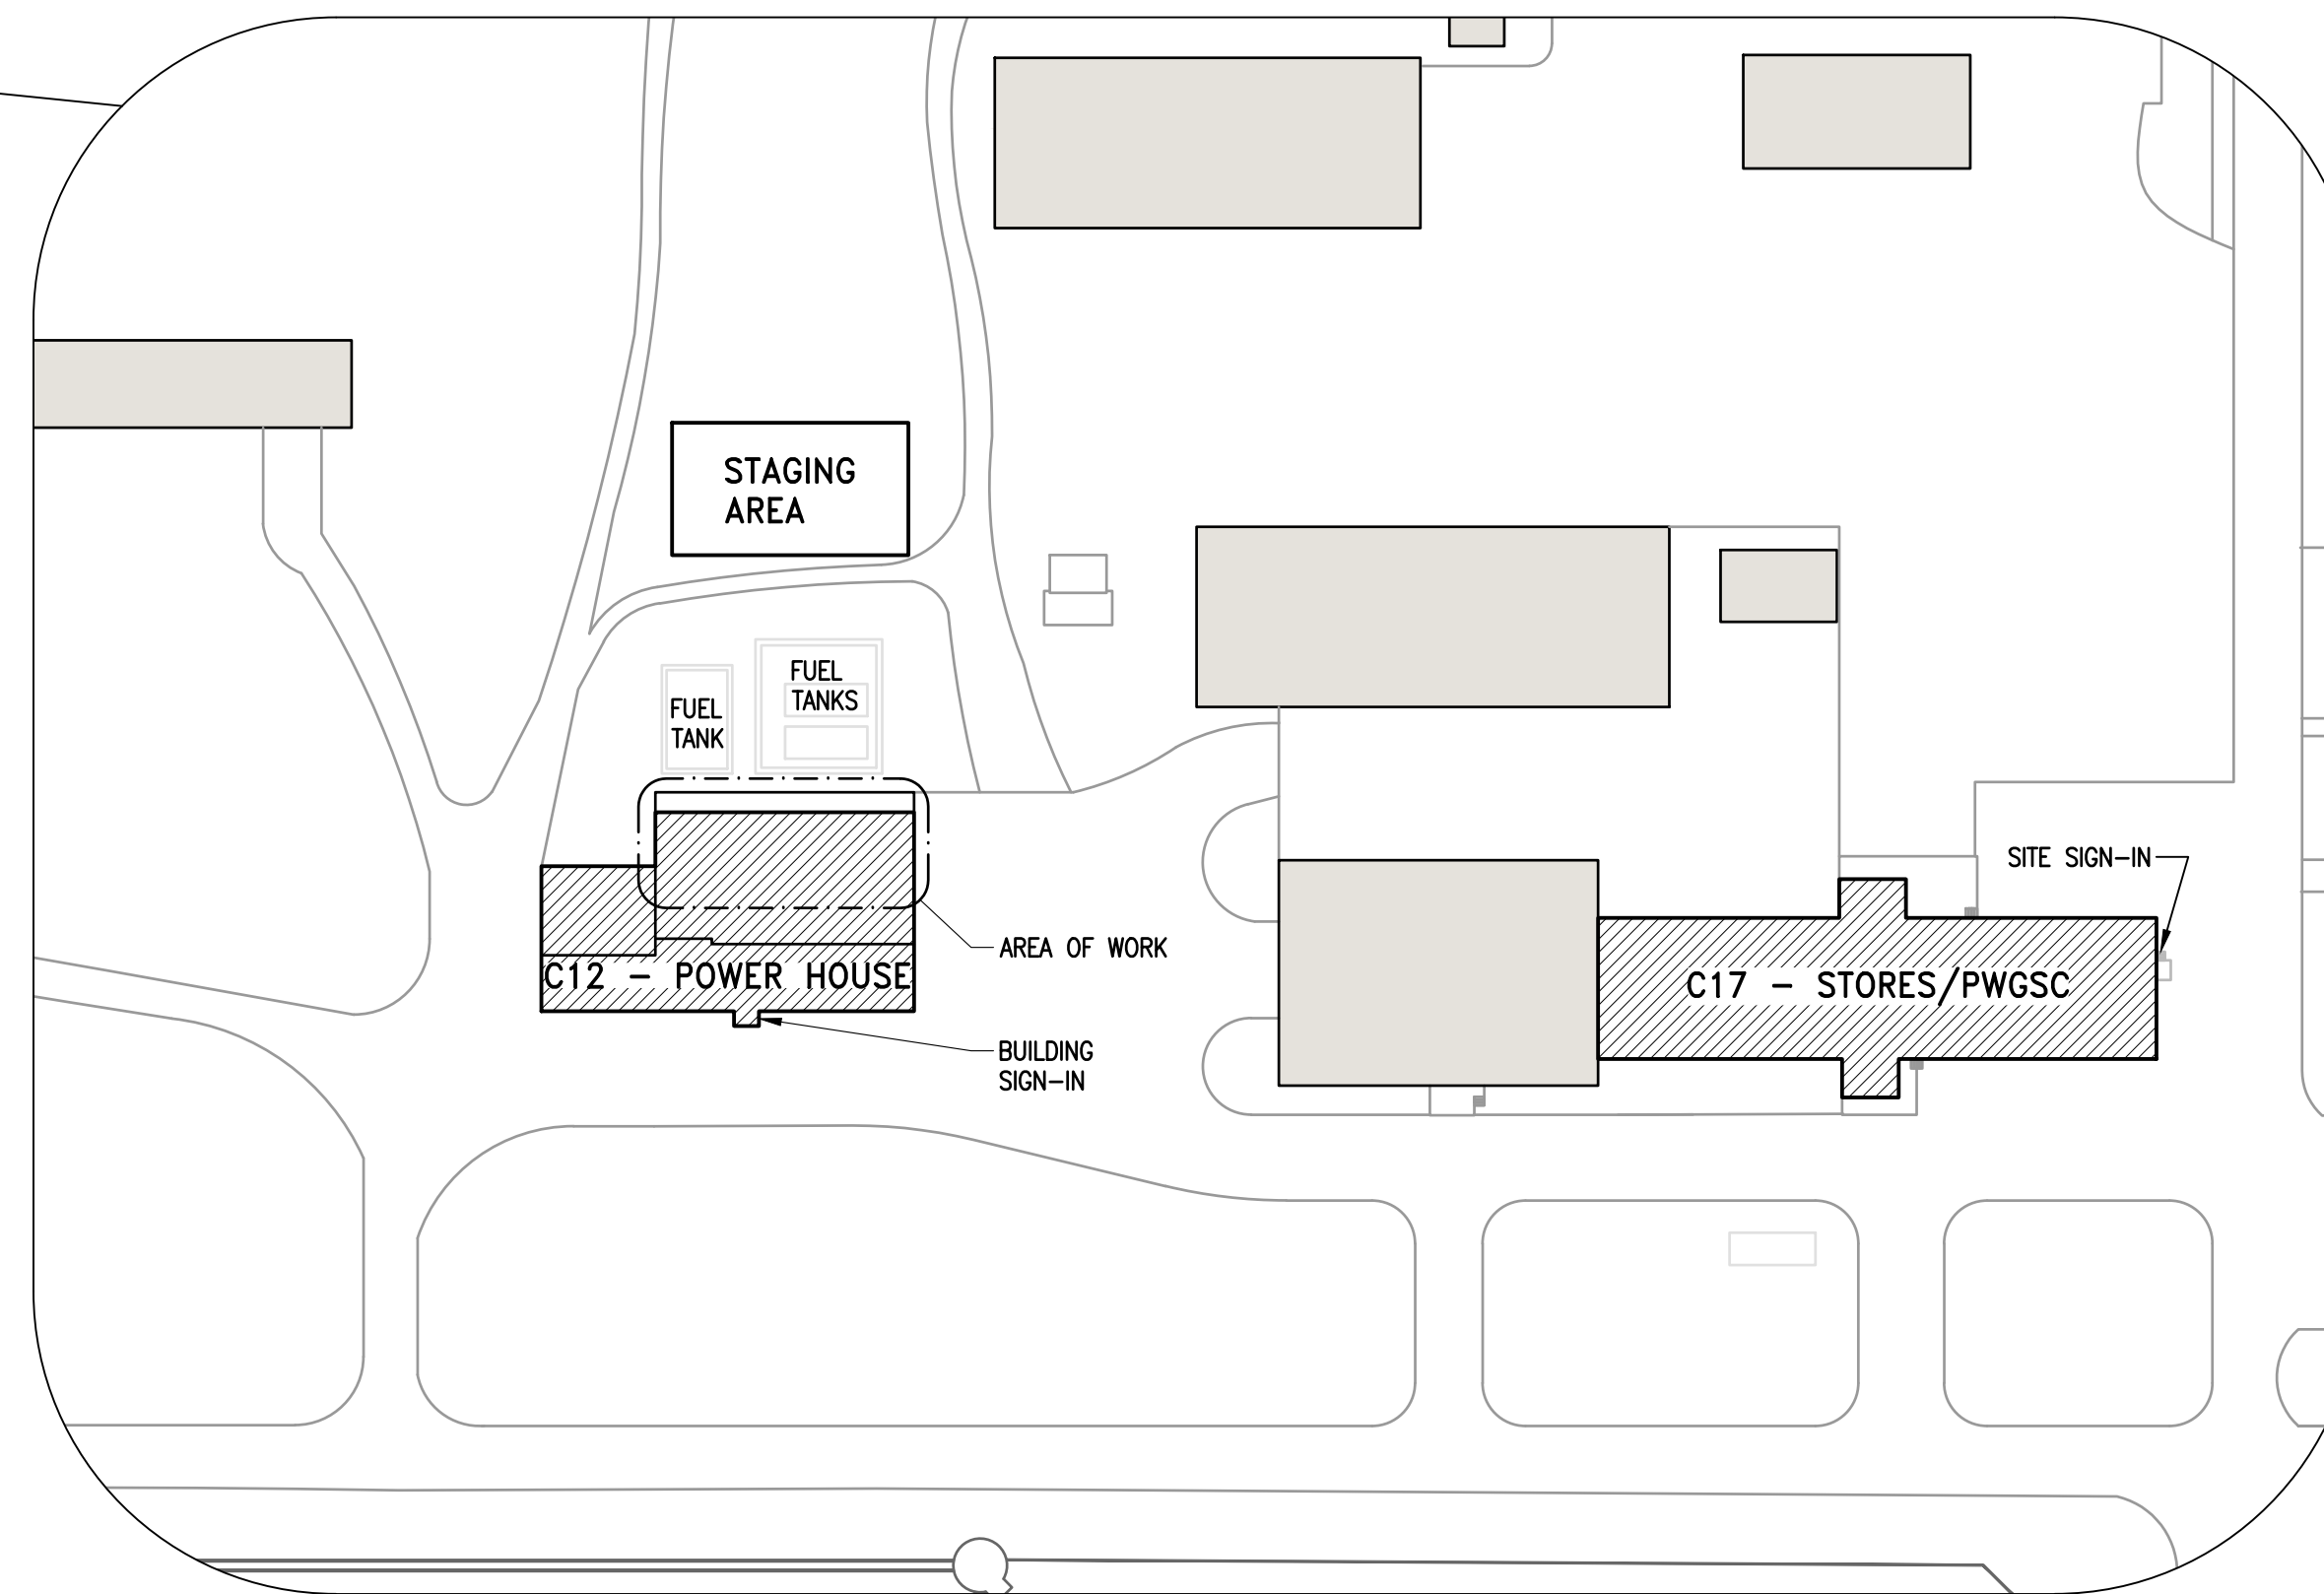 STAGING
AREA
FUEL
TANKS
FUEL
TANK
SITE SIGN-IN
AREA OF WORK
C12 - POWER HOUSE
C17 - STORES/PWGSC
BUILDING
SIGN-IN